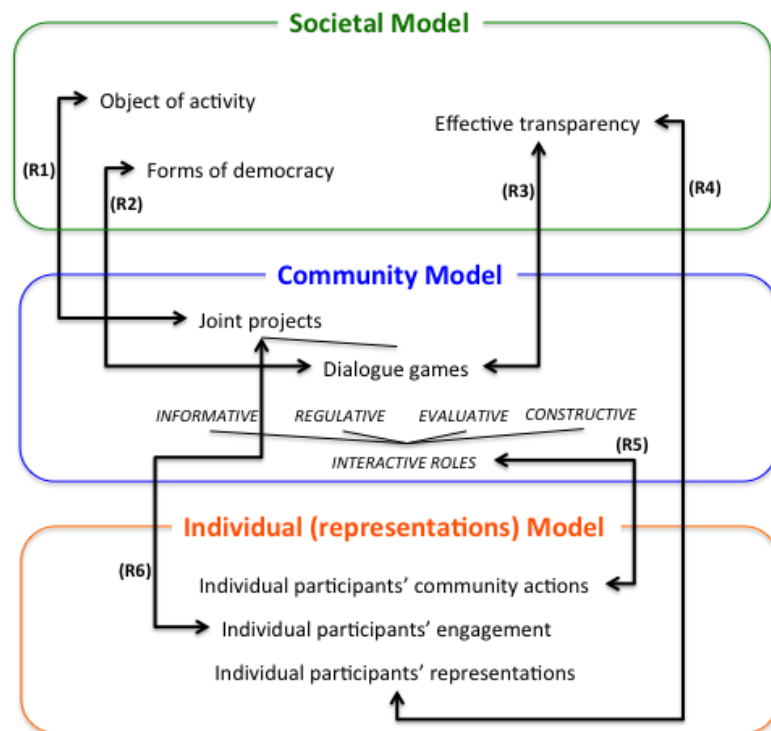 Societal Model
Object of activity
Effective transparency
(R1)
Forms of democracy
(R2)
(R3)
(R4)
Community Model
Joint projects
Dialogue games
INFORMATIVE
REGULATIVE
EVALUATIVE
CONSTRUCTIVE
INTERACTIVE ROLES
(R5)
Individual (representations) Model
(R6)
Individual participants’ community actions
Individual participants’ engagement
Individual participants’ representations